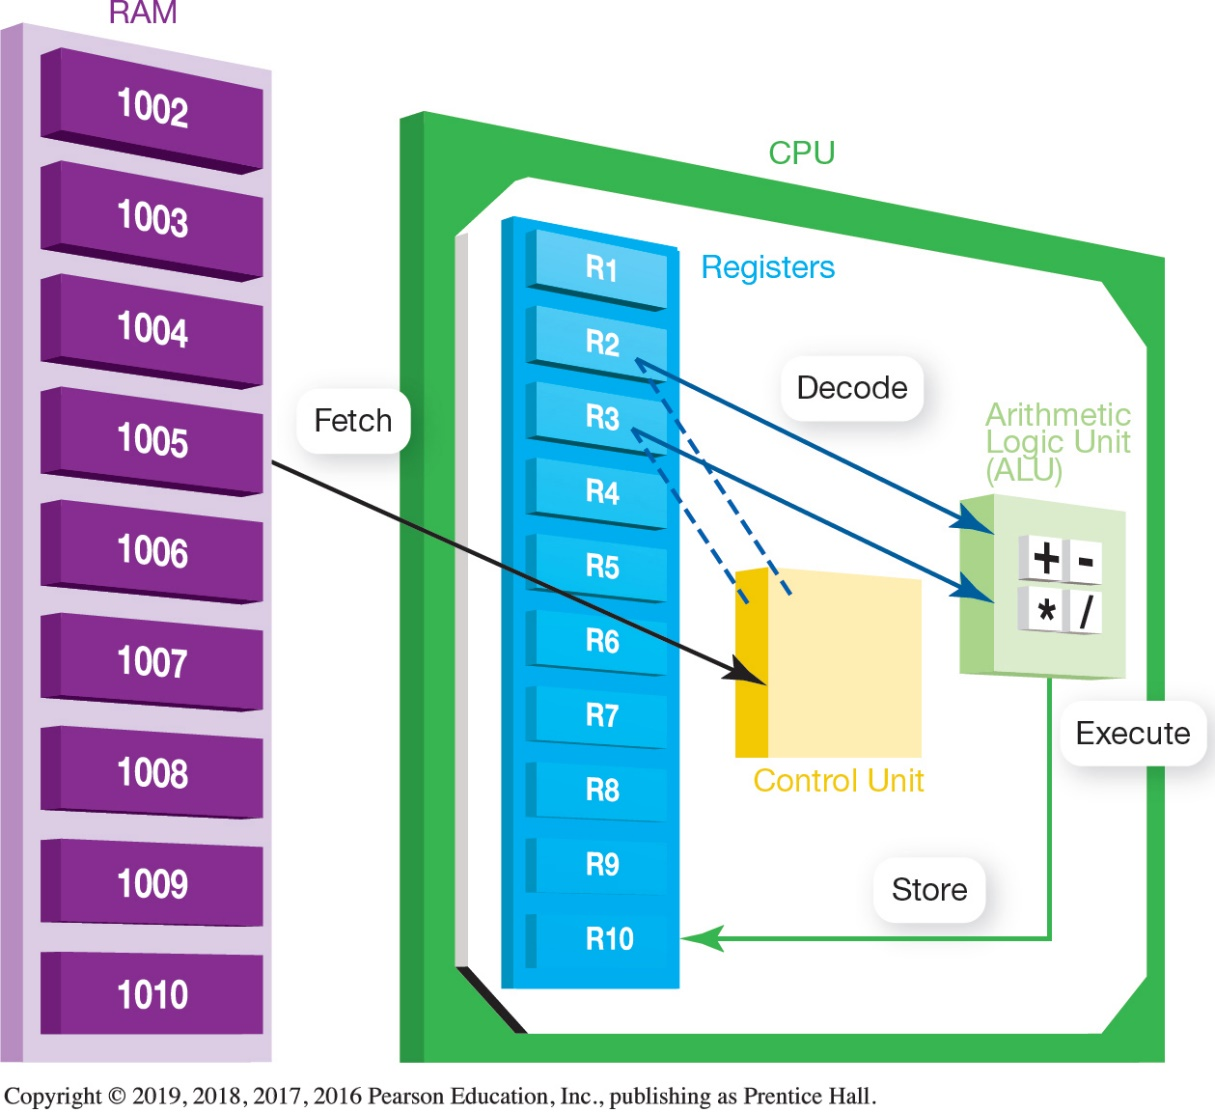 RAM
1002
1003
1004
1005
1006
1007
1008
1009
1010
Fetch
CPU
Registers
R1
R2
R3
R4
R5
R6
R7
R8
R9
R10
Decode
Arithmetic
Logic Unit
(ALU)
+ -
* /
Control Unit
Execute
Store
Copyright © 2019, 2018, 2017, 2016 Pearson Education, Inc., publishing as Prentice Hall.